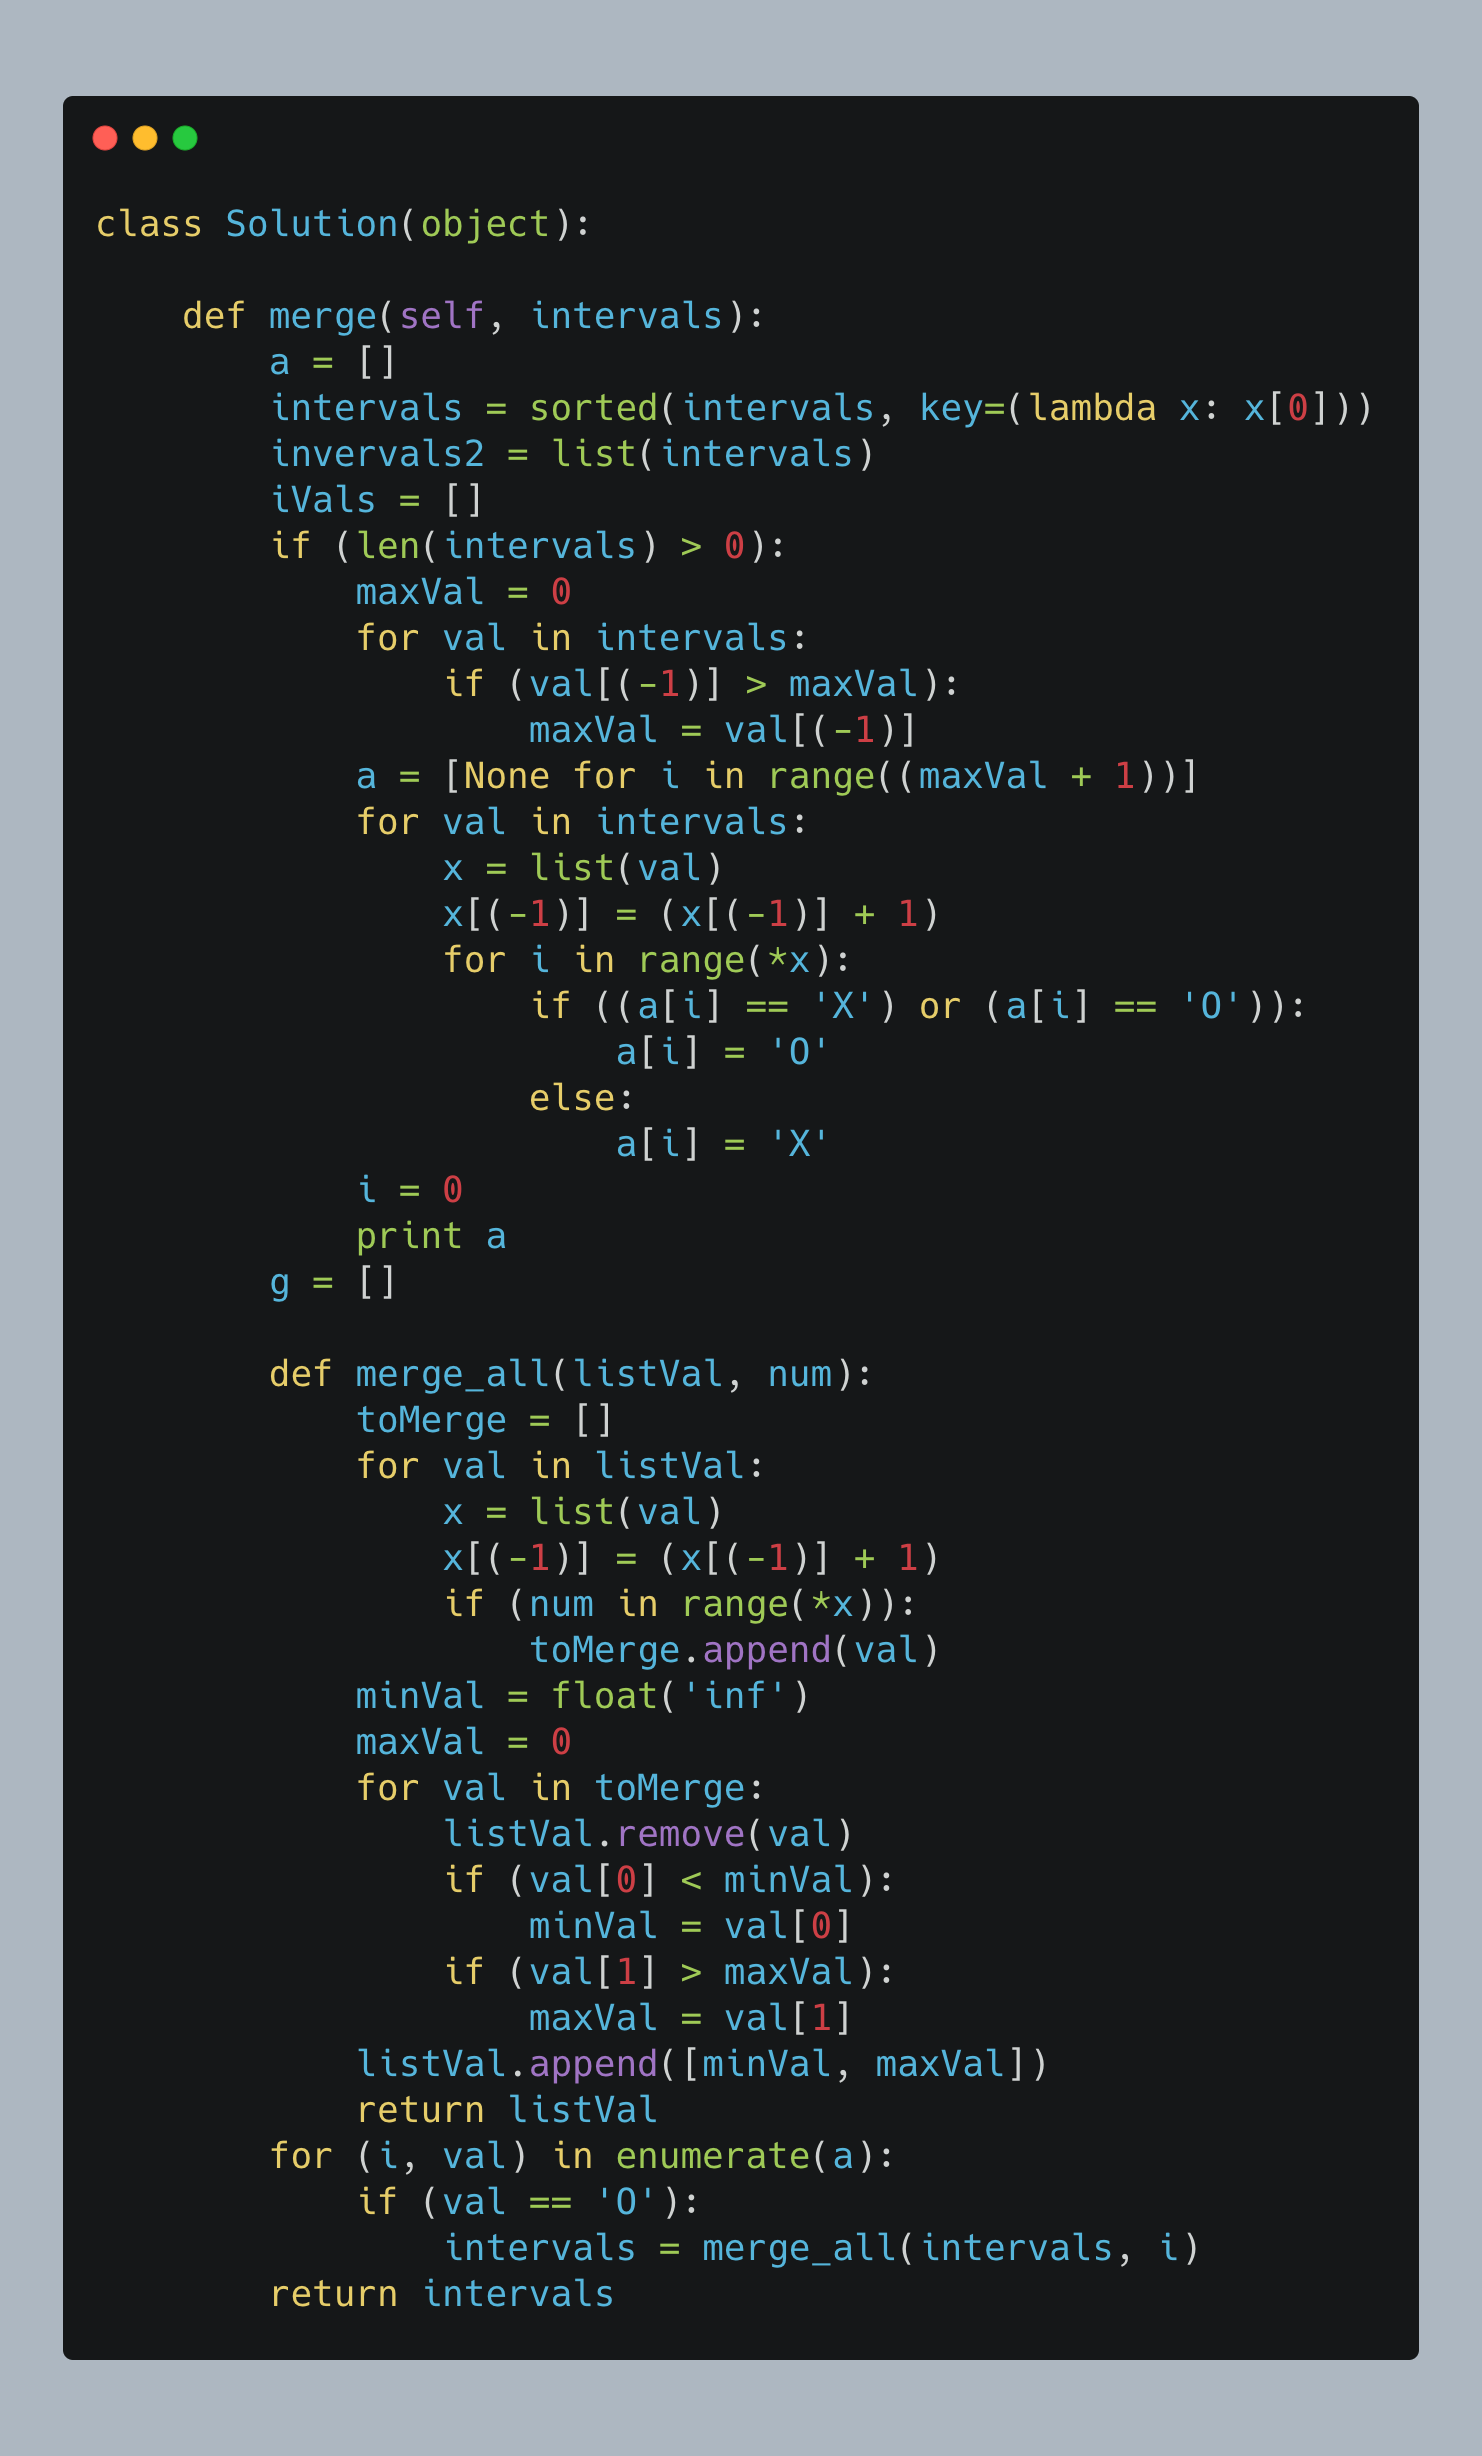 class Solution(object):

    def merge(self, intervals):
        a = []
        intervals = sorted(intervals, key=(lambda x: x[0]))
        invervals2 = list(intervals)
        iVals = []
        if (len(intervals) > 0):
            maxVal = 0
            for val in intervals:
                if (val[(-1)] > maxVal):
                    maxVal = val[(-1)]
            a = [None for i in range((maxVal + 1))]
            for val in intervals:
                x = list(val)
                x[(-1)] = (x[(-1)] + 1)
                for i in range(*x):
                    if ((a[i] == 'X') or (a[i] == 'O')):
                        a[i] = 'O'
                    else:
                        a[i] = 'X'
            i = 0
            print a
        g = []

        def merge_all(listVal, num):
            toMerge = []
            for val in listVal:
                x = list(val)
                x[(-1)] = (x[(-1)] + 1)
                if (num in range(*x)):
                    toMerge.append(val)
            minVal = float('inf')
            maxVal = 0
            for val in toMerge:
                listVal.remove(val)
                if (val[0] < minVal):
                    minVal = val[0]
                if (val[1] > maxVal):
                    maxVal = val[1]
            listVal.append([minVal, maxVal])
            return listVal
        for (i, val) in enumerate(a):
            if (val == 'O'):
                intervals = merge_all(intervals, i)
        return intervals